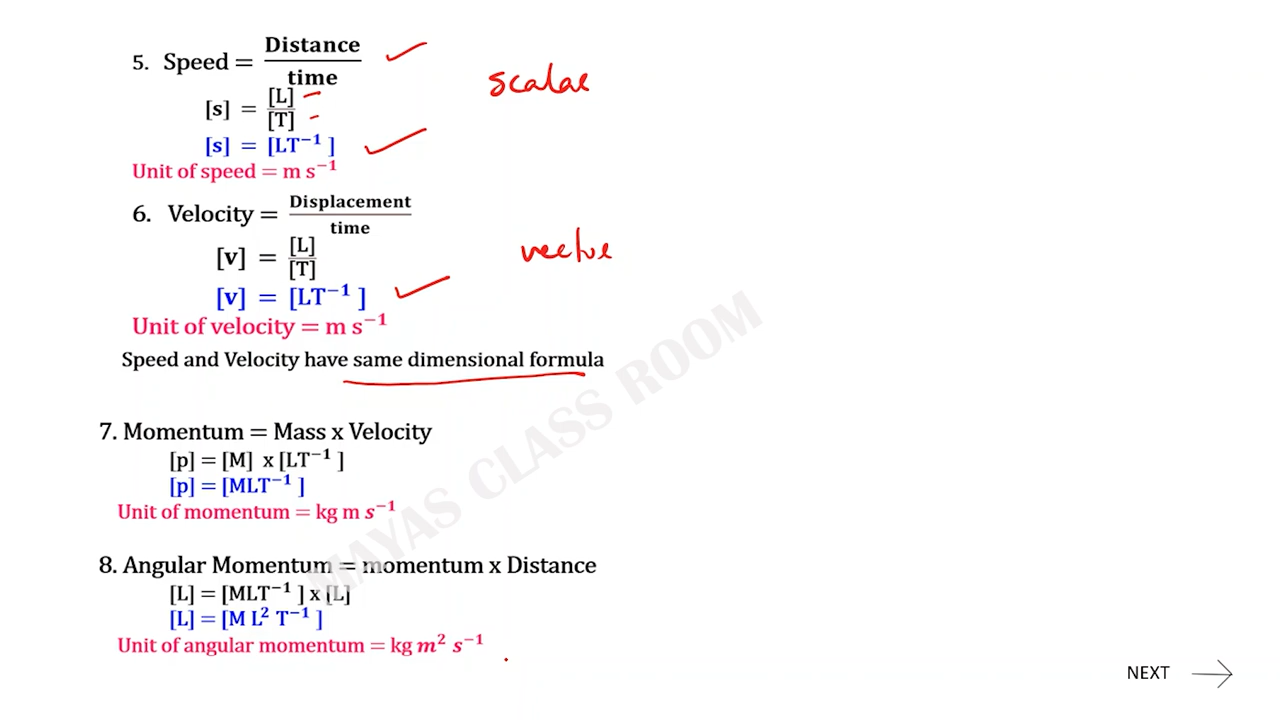 5. Speed = Distance/time
scalar
[s] = [L]/[T]
[s] = [LT⁻¹ ]
Unit of speed = m s⁻¹
6. Velocity = Displacement/time
vector
[v] = [L]/[T]
[v] = [LT⁻¹ ]
Unit of velocity = m s⁻¹
Speed and Velocity have same dimensional formula
7. Momentum = Mass x Velocity
[p] = [M] x [LT⁻¹ ]
[p] = [MLT⁻¹ ]
Unit of momentum = kg m s⁻¹
8. Angular Momentum = momentum x Distance
[L] = [MLT⁻¹ ] x [L]
[L] = [M L² T⁻¹ ]
Unit of angular momentum = kg m² s⁻¹
MAYAS CLASS ROOM
NEXT